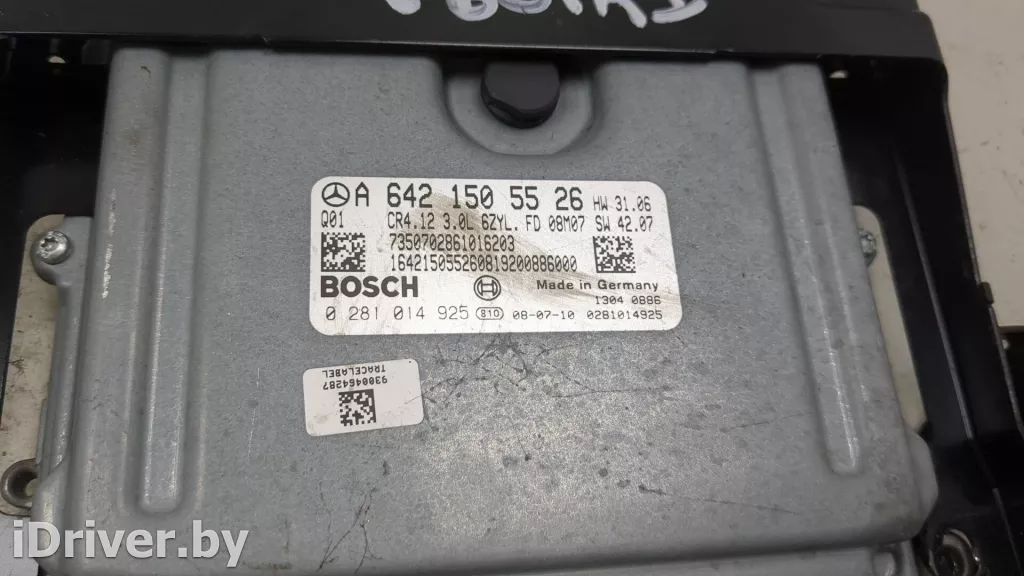 A 642 150 55 26 HW 31.06
Q01 CR4.12 3.0L 6ZYL. FD 08M07 SW 42.07
7350702861016203
164215055260819200886000
BOSCH Made in Germany
1304 0886
0 281 014 925 810 08-07-10 0281014925
TRACELABEL
9300464287
iDriver.by